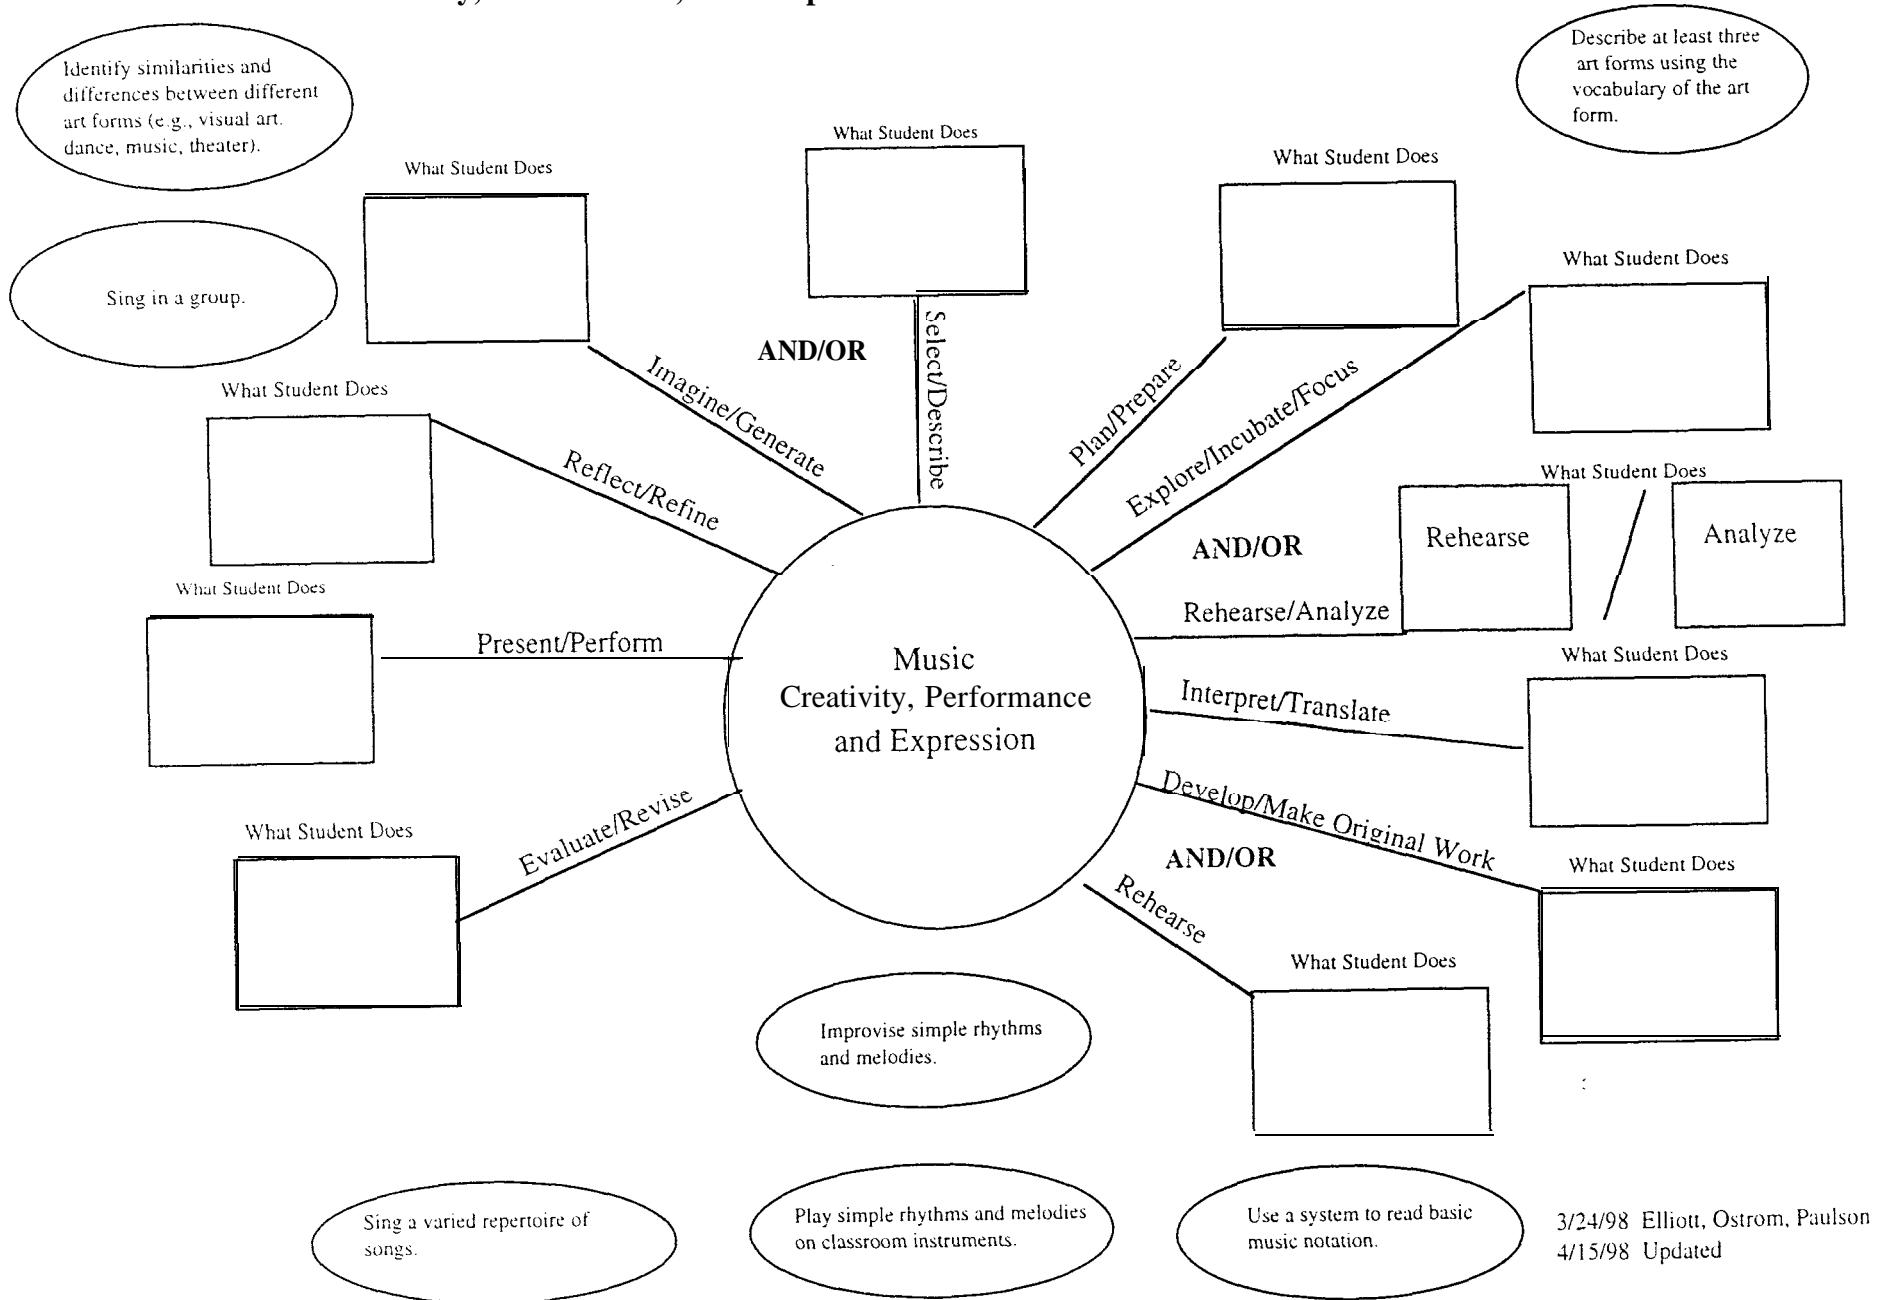 Identify similarities and
differences between different
art forms (e.g., visual art.
dance, music, theater).
Describe at least three
art forms using the
vocabulary of the art
form.
Sing in a group.
What Student Does
What Student Does
What Student Does
What Student Does
What Student Does
AND/OR
Imagine/Generate
Select/Describe
Plan/Prepare
Explore/Incubate/Focus
Reflect/Refine
What Student Does
Rehearse
Analyze
AND/OR
Rehearse/Analyze
What Student Does
Present/Perform
Music
Creativity, Performance
and Expression
What Student Does
Interpret/Translate
Develop/Make Original Work
What Student Does
Evaluate/Revise
AND/OR
What Student Does
Rehearse
What Student Does
Improvise simple rhythms
and melodies.
Sing a varied repertoire of
songs.
Play simple rhythms and melodies
on classroom instruments.
Use a system to read basic
music notation.
3/24/98 Elliott, Ostrom, Paulson
4/15/98 Updated